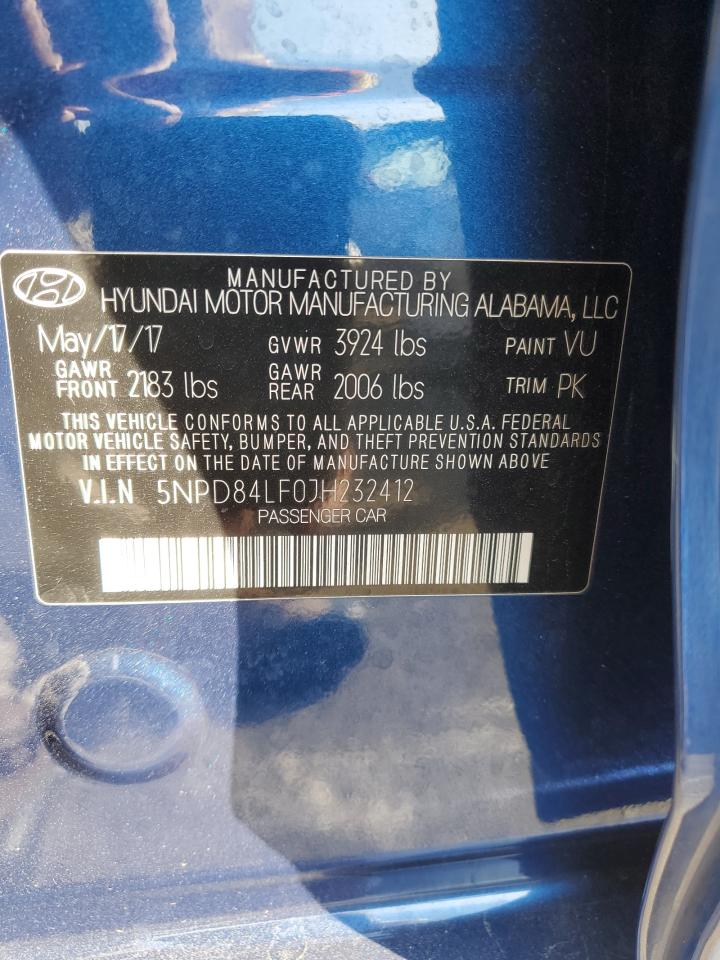 MANUFACTURED BY
HYUNDAI MOTOR MANUFACTURING ALABAMA, LLC
May/17/17 GVWR 3924 lbs PAINT VU
GAWR FRONT 2183 lbs GAWR REAR 2006 lbs TRIM PK
THIS VEHICLE CONFORMS TO ALL APPLICABLE U.S.A. FEDERAL
MOTOR VEHICLE SAFETY, BUMPER, AND THEFT PREVENTION STANDARDS
IN EFFECT ON THE DATE OF MANUFACTURE SHOWN ABOVE
V.I.N 5NPD84LF0JH232412
PASSENGER CAR